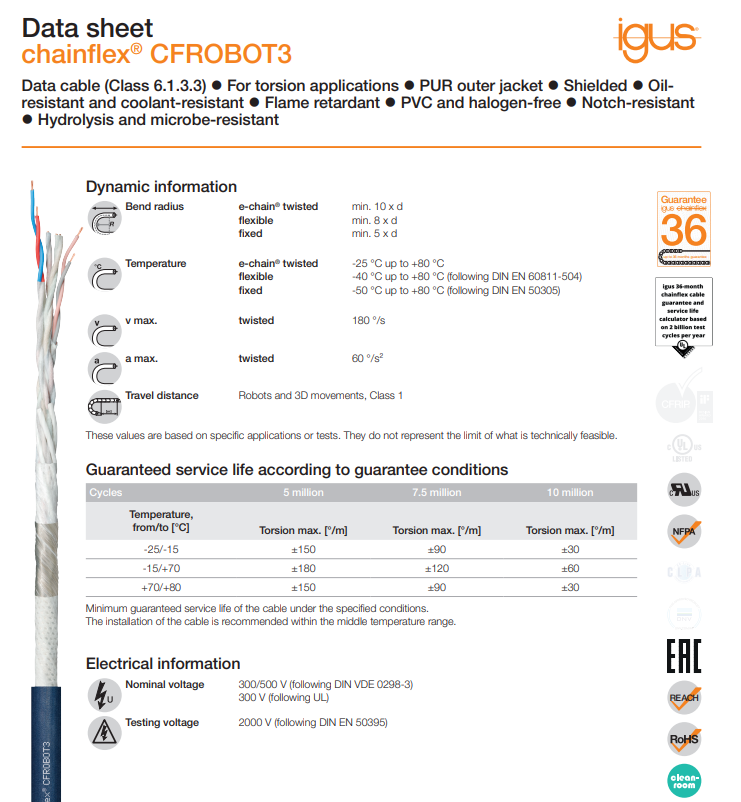 Data sheet
chainflex® CFROBOT3
igus®
Data cable (Class 6.1.3.3) ● For torsion applications ● PUR outer jacket ● Shielded ● Oil-
resistant and coolant-resistant ● Flame retardant ● PVC and halogen-free ● Notch-resistant
● Hydrolysis and microbe-resistant
Dynamic information
Bend radius e-chain® twisted min. 10 x d
flexible min. 8 x d
fixed min. 5 x d
R
Temperature e-chain® twisted -25 °C up to +80 °C
flexible -40 °C up to +80 °C (following DIN EN 60811-504)
fixed -50 °C up to +80 °C (following DIN EN 50305)
°C
v max. twisted 180 °/s
v
a max. twisted 60 °/s²
a
Travel distance Robots and 3D movements, Class 1
These values are based on specific applications or tests. They do not represent the limit of what is technically feasible.
Guaranteed service life according to guarantee conditions
Cycles 5 million 7.5 million 10 million
Temperature,
from/to [°C] Torsion max. [°/m] Torsion max. [°/m] Torsion max. [°/m]
-25/-15 ±150 ±90 ±30
-15/+70 ±180 ±120 ±60
+70/+80 ±150 ±90 ±30
Minimum guaranteed service life of the cable under the specified conditions.
The installation of the cable is recommended within the middle temperature range.
Electrical information
Nominal voltage 300/500 V (following DIN VDE 0298-3)
300 V (following UL)
U
Testing voltage 2000 V (following DIN EN 50395)
ex® CFROBOT3
Guarantee
igus chainflex
36
igus 36-month
chainflex cable
guarantee and
service life
calculator based
on 2 billion test
cycles per year
UL
CFRIP
c UL us
LISTED
c RU us
NFPA
CIPA
EAC
REACH
RoHS
clean-
room